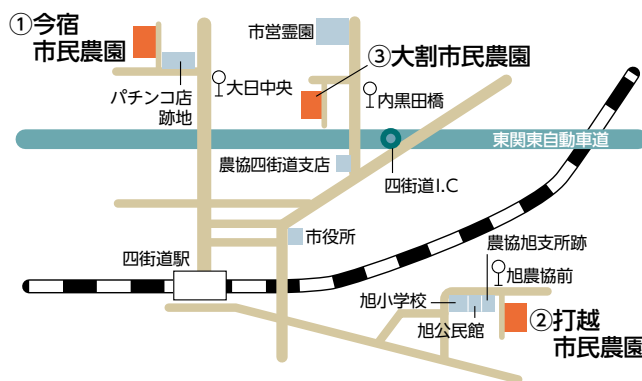 ①今宿
市民農園
市営霊園
③大割市民農園
パチンコ店
跡地
大日中央
内黒田橋
東関東自動車道
農協四街道支店
四街道I.C
市役所
四街道駅
農協旭支所跡
旭農協前
旭小学校
旭公民館
②打越
市民農園